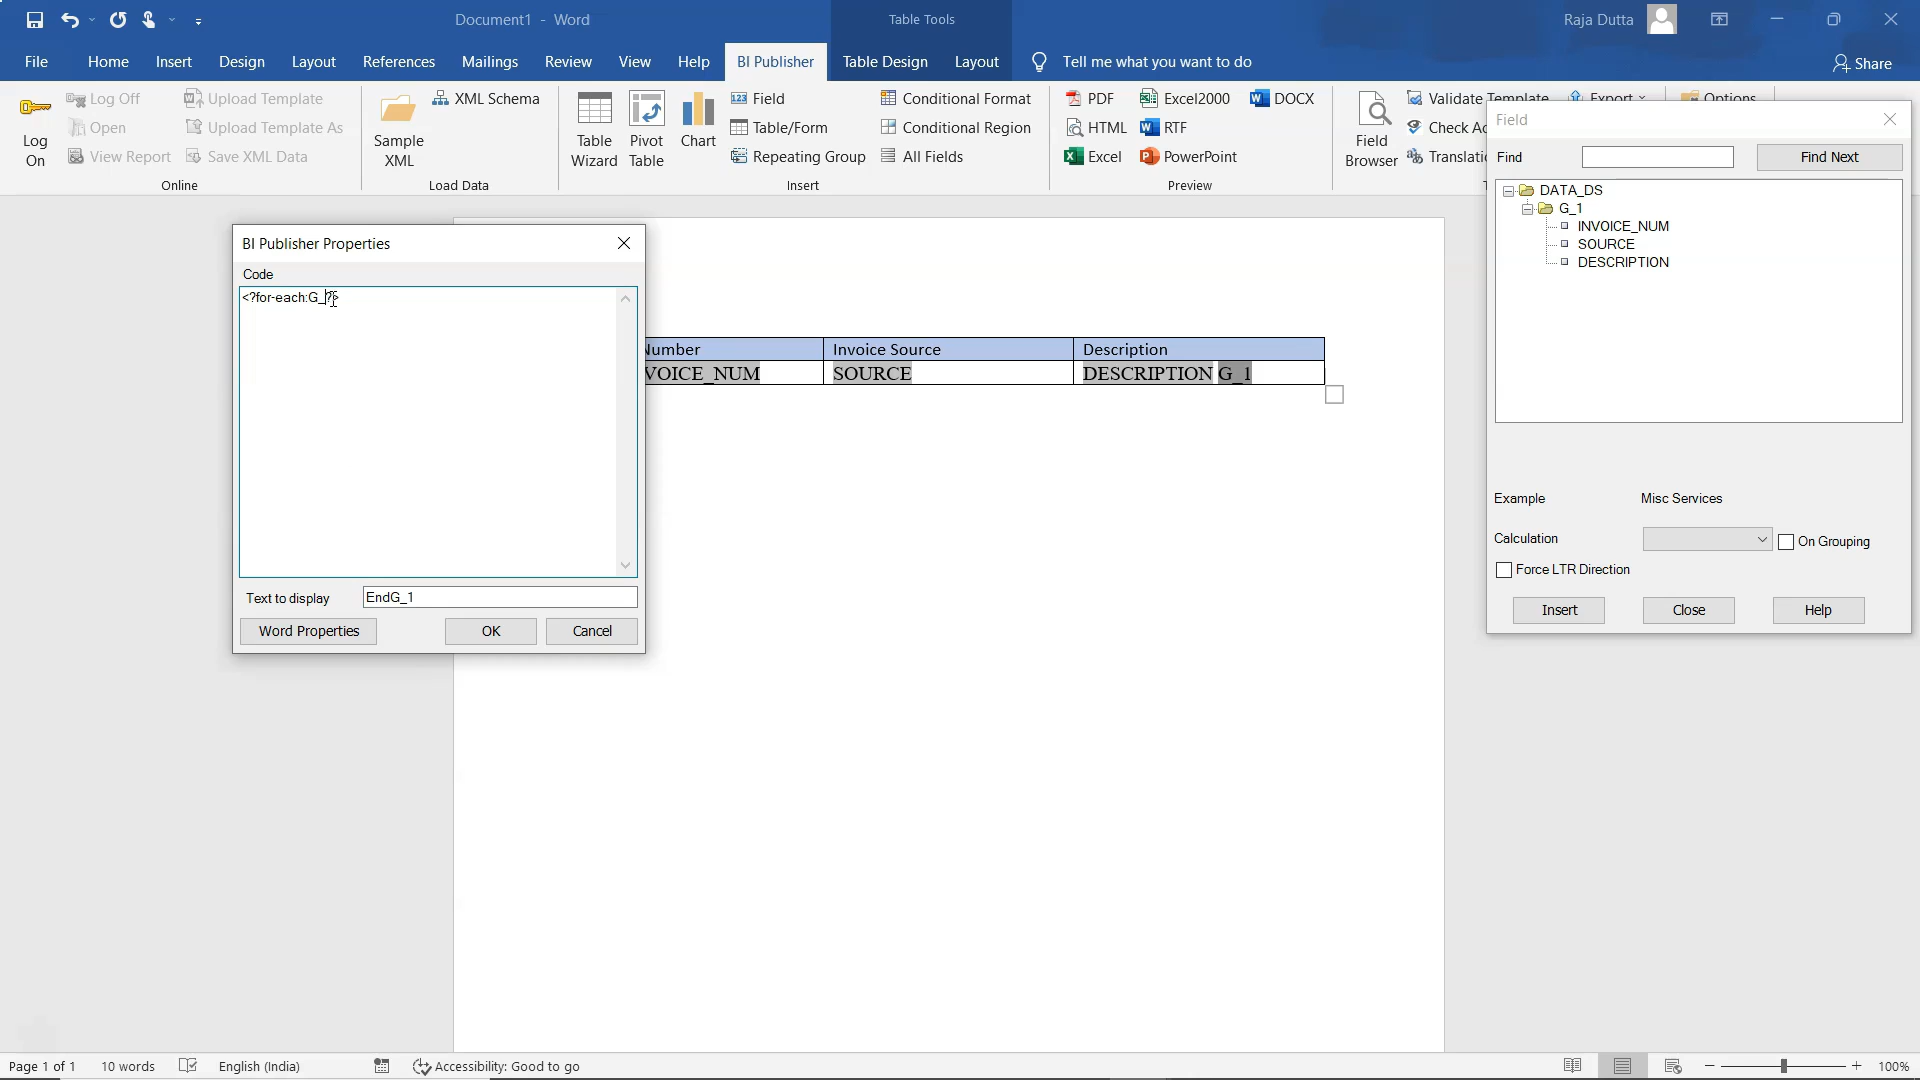 Document1 - Word
Table Tools
Raja Dutta
File Home Insert Design Layout References Mailings Review View Help BI Publisher Table Design Layout Tell me what you want to do
Share
Log On
Log Off
Open
View Report
Upload Template
Upload Template As
Save XML Data
Online
Sample XML
XML Schema
Load Data
Table Wizard
Pivot Table
Chart
Field
Table/Form
Repeating Group
Conditional Format
Conditional Region
All Fields
Insert
PDF
HTML
Excel
Excel2000
RTF
PowerPoint
DOCX
Preview
Field Browser
Validate Template
Check Ac
Translati
Export
Options
Field
Find
Find Next
DATA_DS
G_1
INVOICE_NUM
SOURCE
DESCRIPTION
Example Misc Services
Calculation
On Grouping
Force LTR Direction
Insert Close Help
BI Publisher Properties
Code
<?for-each:G_?>
Text to display EndG_1
Word Properties OK Cancel
Number Invoice Source Description
VOICE_NUM SOURCE DESCRIPTION G_1
Page 1 of 1 10 words English (India) Accessibility: Good to go 100%